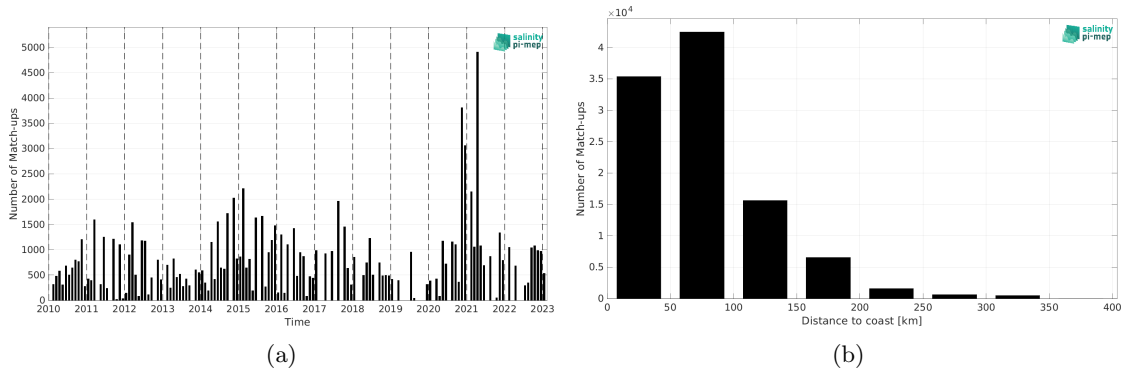 salinity
pi-mep
5000
4500
4000
3500
3000
2500
2000
1500
1000
500
0
Number of Match-ups
2010 2011 2012 2013 2014 2015 2016 2017 2018 2019 2020 2021 2022 2023
Time
(a)
×10⁴
salinity
pi-mep
4
3.5
3
2.5
2
1.5
1
0.5
0
Number of Match-ups
0 50 100 150 200 250 300 350 400
Distance to coast [km]
(b)